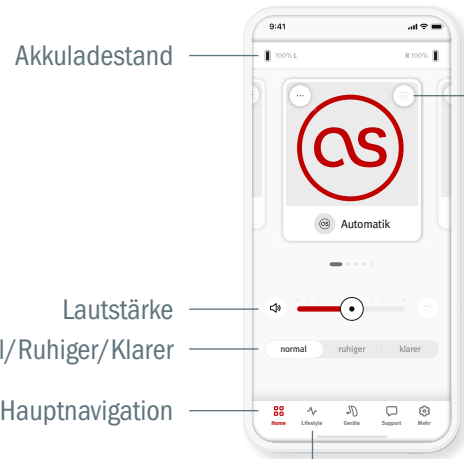 9:41
Akkuladestand
100% L
R 100%
Automatik
Lautstärke
l/Ruhiger/Klarer
normal
ruhiger
klarer
Hauptnavigation
Home
Lifestyle
Geräte
Support
Mehr